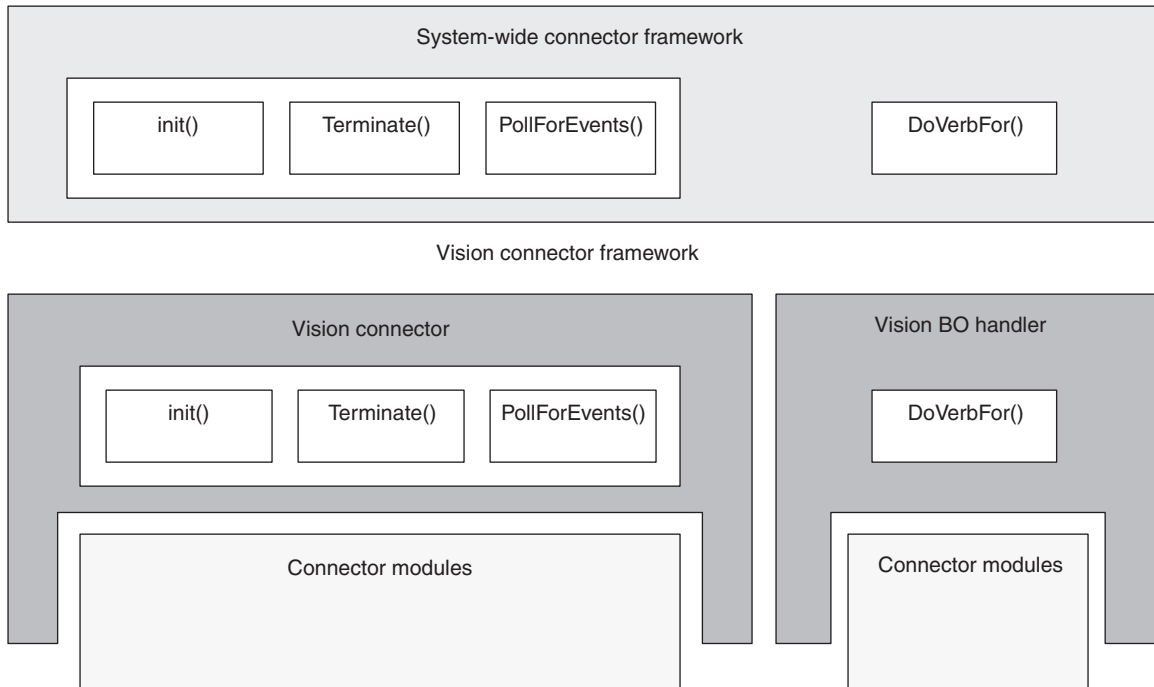 System-wide connector framework
init()
Terminate()
PollForEvents()
DoVerbFor()
Vision connector framework
Vision connector
Vision BO handler
init()
Terminate()
PollForEvents()
DoVerbFor()
Connector modules
Connector modules